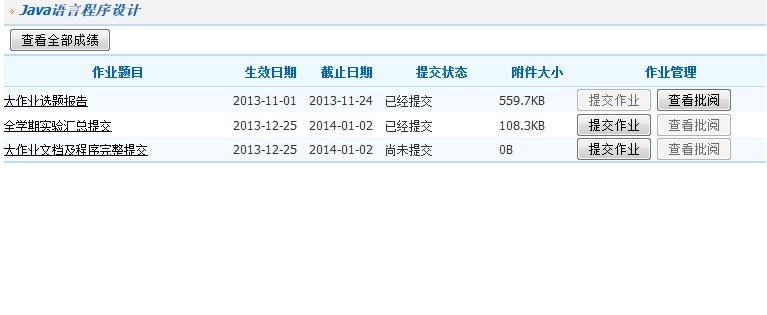 Java语言程序设计
查看全部成绩
作业题目 生效日期 截止日期 提交状态 附件大小 作业管理
大作业选题报告 2013-11-01 2013-11-24 已经提交 559.7KB 提交作业 查看批阅
全学期实验汇总提交 2013-12-25 2014-01-02 已经提交 108.3KB 提交作业 查看批阅
大作业文档及程序完整提交 2013-12-25 2014-01-02 尚未提交 0B 提交作业 查看批阅